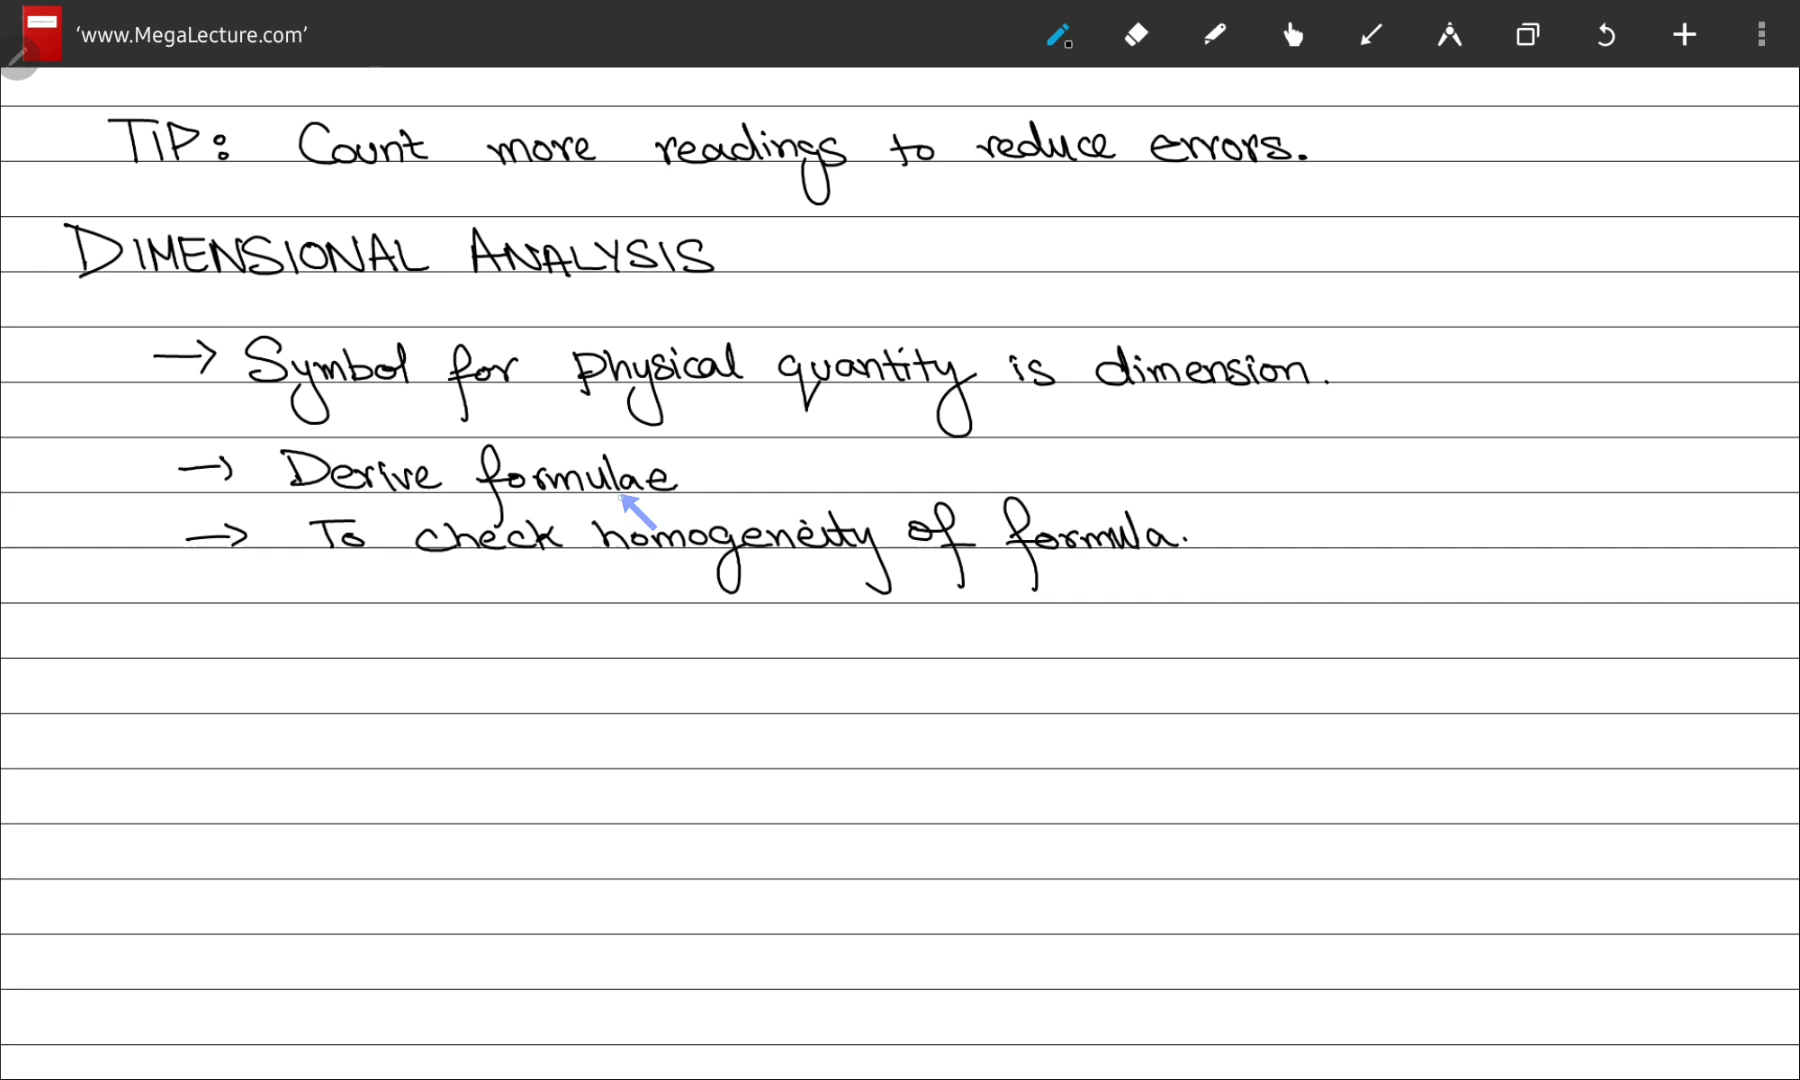 ‘www.MegaLecture.com’
TIP: Count more readings to reduce errors.
DIMENSIONAL ANALYSIS
→ Symbol for physical quantity is dimension.
→ Derive formulae
→ To check homogeneity of formula.